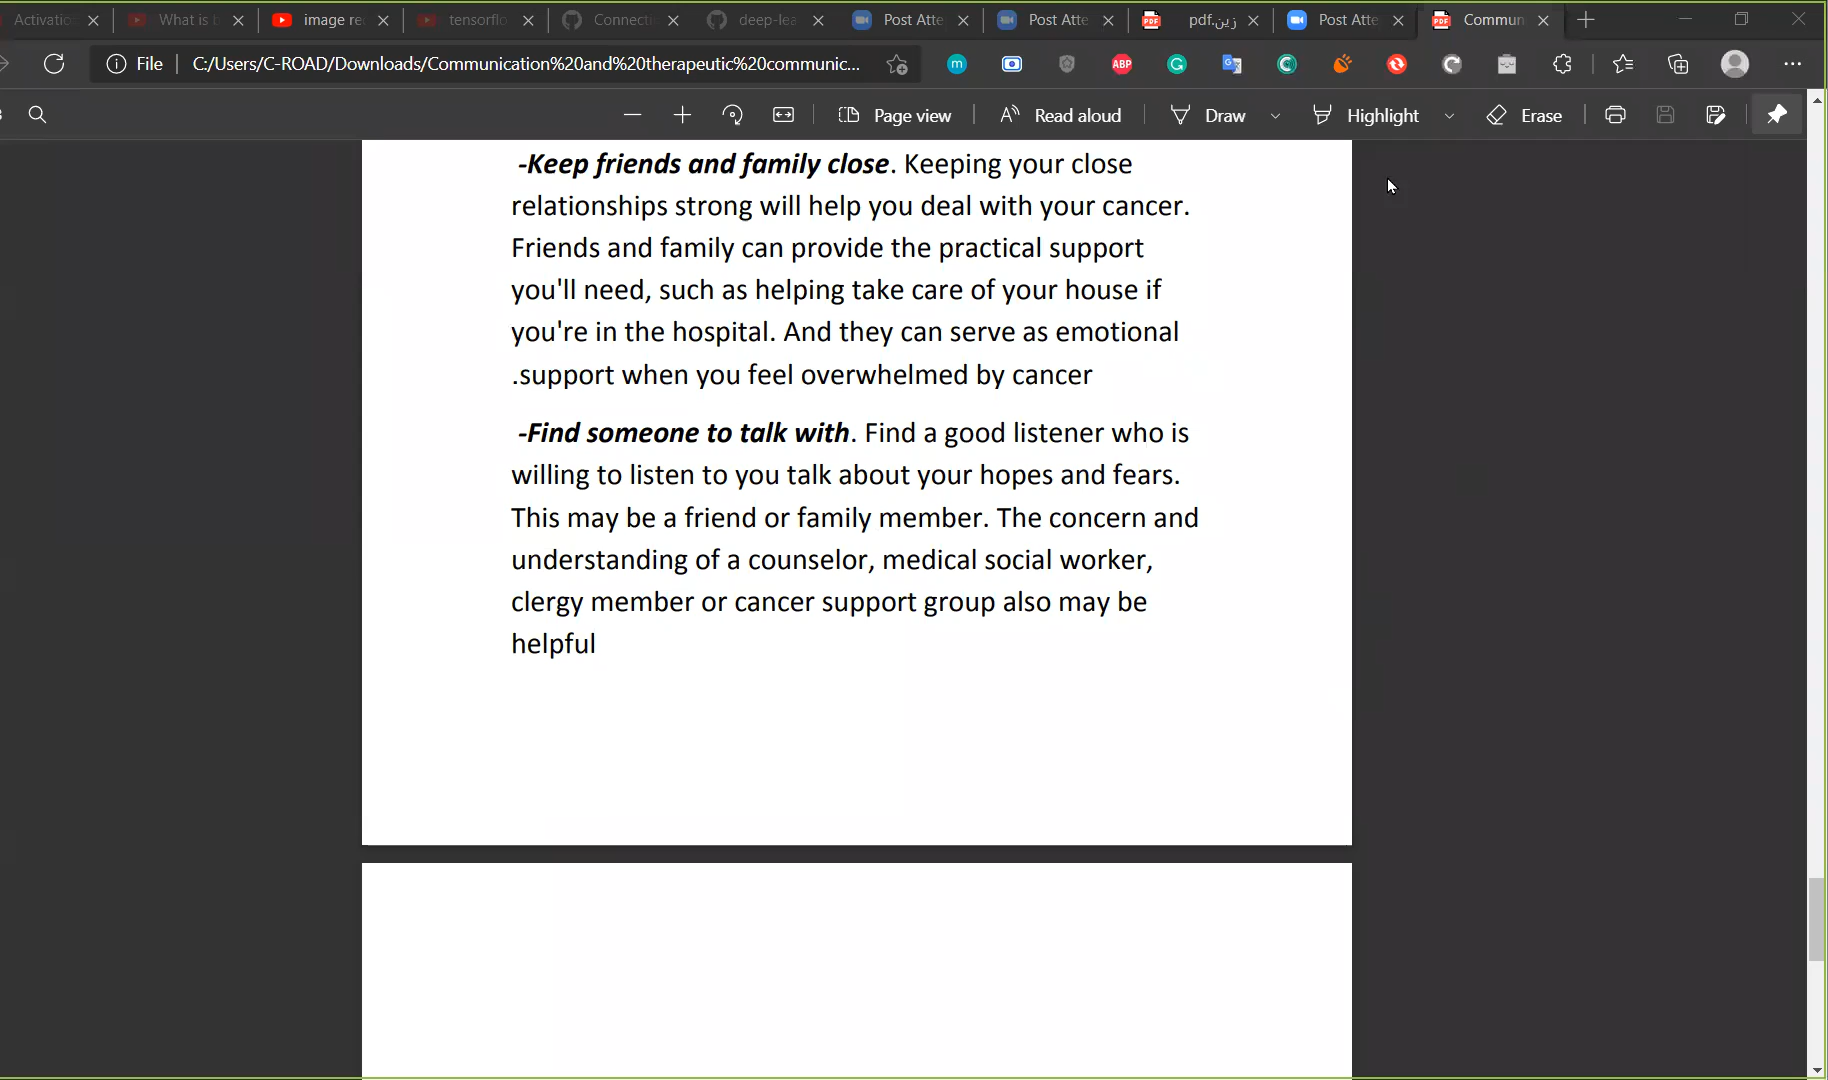 Activatio What is b image re tensorflo Connecti deep-lea Post Atte Post Atte زين.pdf Post Atte Commun
File C:/Users/C-ROAD/Downloads/Communication%20and%20therapeutic%20communic...
Page view Read aloud Draw Highlight Erase
-Keep friends and family close. Keeping your close
relationships strong will help you deal with your cancer.
Friends and family can provide the practical support
you'll need, such as helping take care of your house if
you're in the hospital. And they can serve as emotional
.support when you feel overwhelmed by cancer
-Find someone to talk with. Find a good listener who is
willing to listen to you talk about your hopes and fears.
This may be a friend or family member. The concern and
understanding of a counselor, medical social worker,
clergy member or cancer support group also may be
helpful